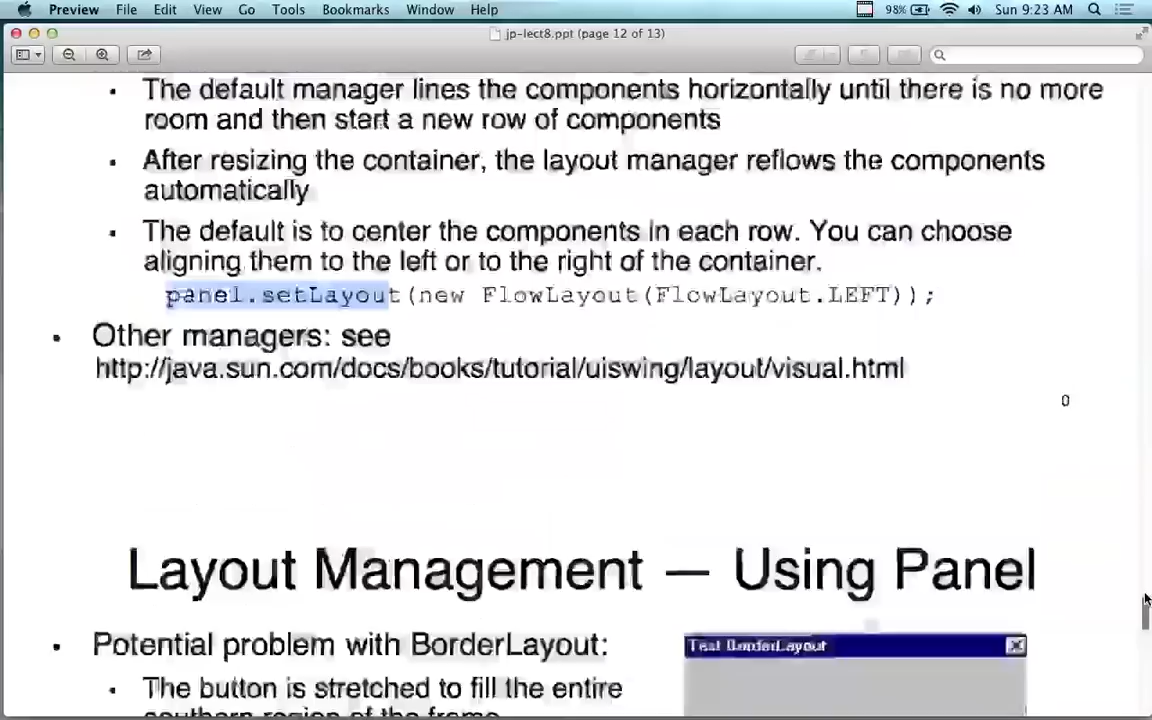 Preview File Edit View Go Tools Bookmarks Window Help 98% Sun 9:23 AM
jp-lect8.ppt (page 12 of 13)
• The default manager lines the components horizontally until there is no more
room and then start a new row of components
• After resizing the container, the layout manager reflows the components
automatically
• The default is to center the components in each row. You can choose
aligning them to the left or to the right of the container.
panel.setLayout(new FlowLayout(FlowLayout.LEFT));
• Other managers: see
http://java.sun.com/docs/books/tutorial/uiswing/layout/visual.html
0
Layout Management — Using Panel
• Potential problem with BorderLayout:
Test BorderLayout
• The button is stretched to fill the entire
southern region of the frame